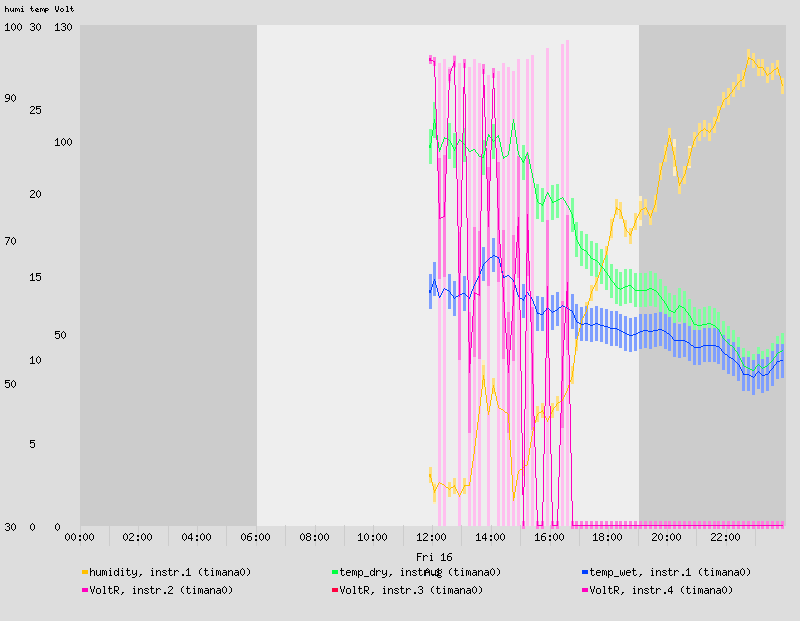 humi temp Volt
100 30 130
90
25
100
20
70
15
50
10
50
5
30 0 0
00:00 02:00 04:00 06:00 08:00 10:00 12:00 14:00 16:00 18:00 20:00 22:00
Fri 16
Aug
humidity, instr.1 (timana0) temp_dry, instr.1 (timana0) temp_wet, instr.1 (timana0)
VoltR, instr.2 (timana0) VoltR, instr.3 (timana0) VoltR, instr.4 (timana0)